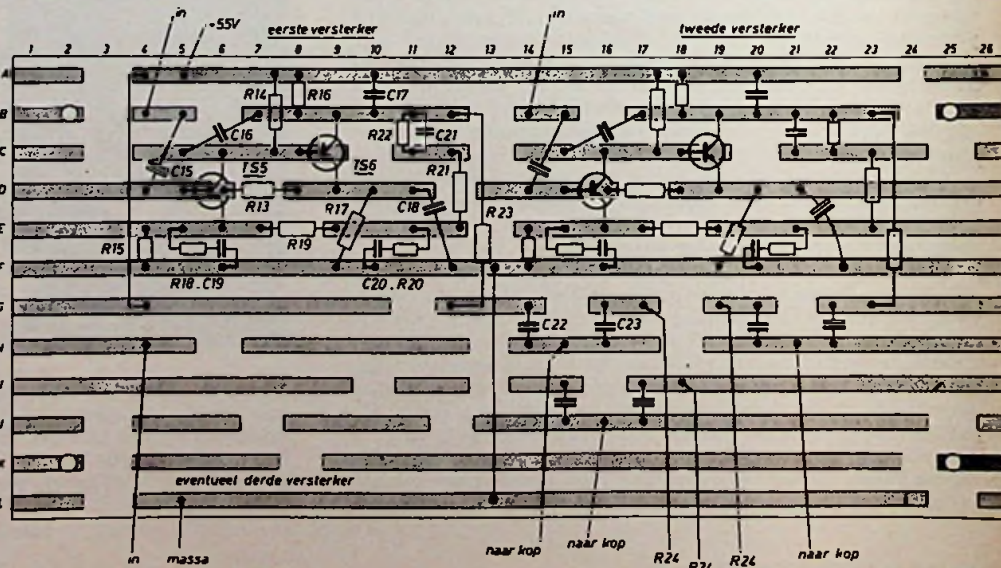 in
+55V
eerste versterker
in
tweede versterker
1 2 3 4 5 6 7 8 9 10 11 12 13 14 15 16 17 18 19 20 21 22 23 24 25 26
A
R14
R16
C17
B
C16
R22
C21
C
C15
TS5
TS6
R21
D
R13
R17
C18
R23
E
R15
R19
F
R18.C19
C20.R20
G
C22
C23
H
K
eventueel derde versterker
L
in
massa
naar kop
naar kop
R24
R24
R24
naar kop